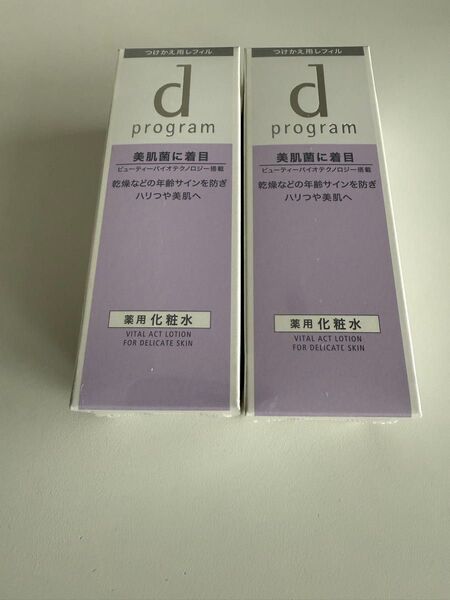 つけかえ用レフィル
d
program
美肌菌に着目
ビューティーバイオテクノロジー搭載
乾燥などの年齢サインを防ぎ
ハリつや美肌へ
薬用 化粧水
VITAL ACT LOTION
FOR DELICATE SKIN
つけかえ用レフィル
d
program
美肌菌に着目
ビューティーバイオテクノロジー搭載
乾燥などの年齢サインを防ぎ
ハリつや美肌へ
薬用 化粧水
VITAL ACT LOTION
FOR DELICATE SKIN